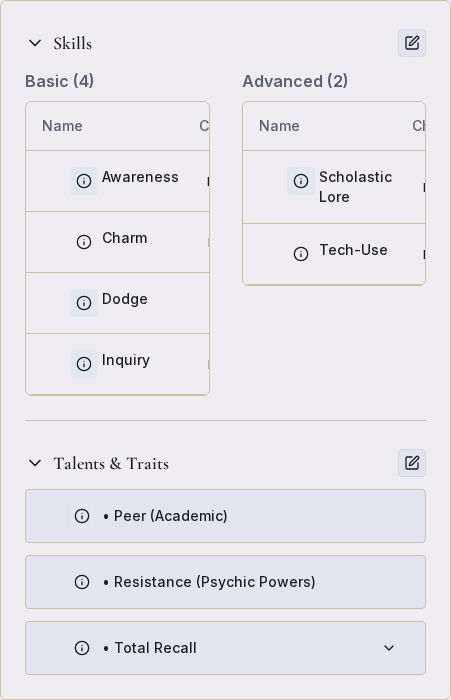 Skills
Basic (4)
Name
Awareness
Charm
Dodge
Inquiry
Advanced (2)
Name
Scholastic
Lore
Tech-Use
Talents & Traits
• Peer (Academic)
• Resistance (Psychic Powers)
• Total Recall